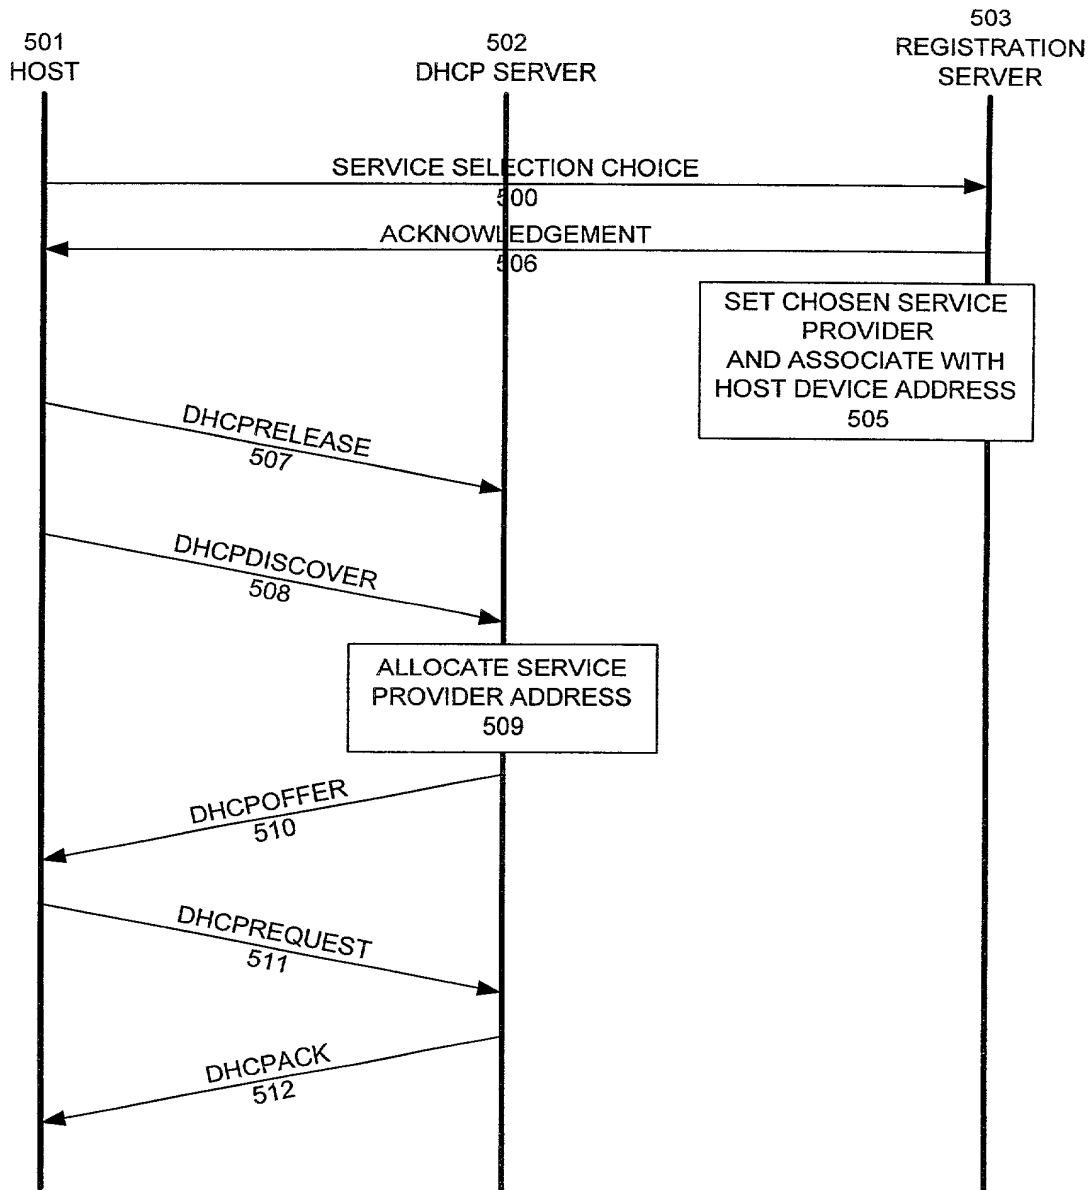 501
HOST
502
DHCP SERVER
503
REGISTRATION
SERVER
SERVICE SELECTION CHOICE
500
ACKNOWLEDGEMENT
506
SET CHOSEN SERVICE
PROVIDER
AND ASSOCIATE WITH
HOST DEVICE ADDRESS
505
DHCPRELEASE
507
DHCPDISCOVER
508
ALLOCATE SERVICE
PROVIDER ADDRESS
509
DHCPOFFER
510
DHCPREQUEST
511
DHCPACK
512